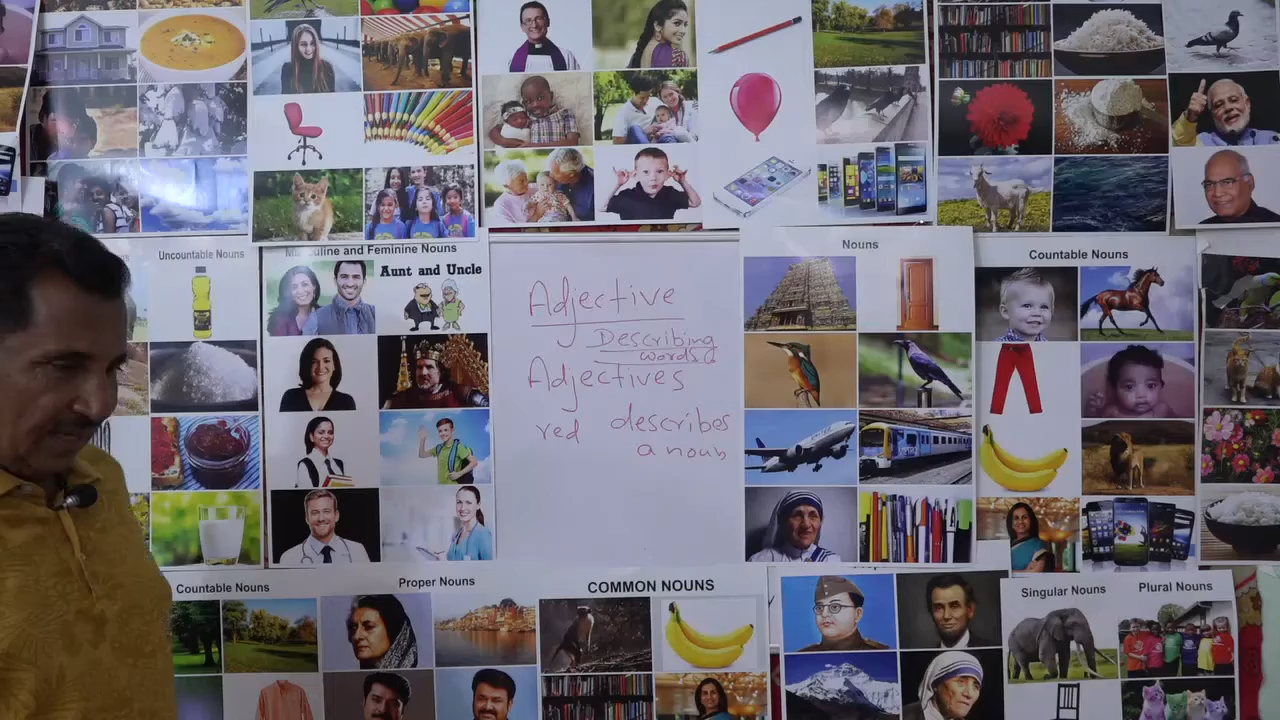 Uncountable Nouns
Masculine and Feminine Nouns
Aunt and Uncle
Adjective
Describing
words
Adjectives
red describes
a noun
Nouns
Countable Nouns
Countable Nouns
Proper Nouns
COMMON NOUNS
Singular Nouns
Plural Nouns